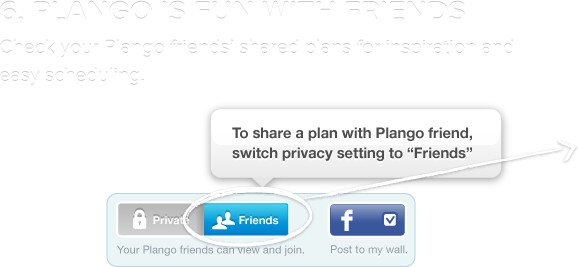 6. PLANGO IS FUN WITH FRIENDS
Check your Plango friends' shared plans for inspiration and
easy scheduling.
To share a plan with Plango friend,
switch privacy setting to “Friends”
Private Friends f
Your Plango friends can view and join. Post to my wall.